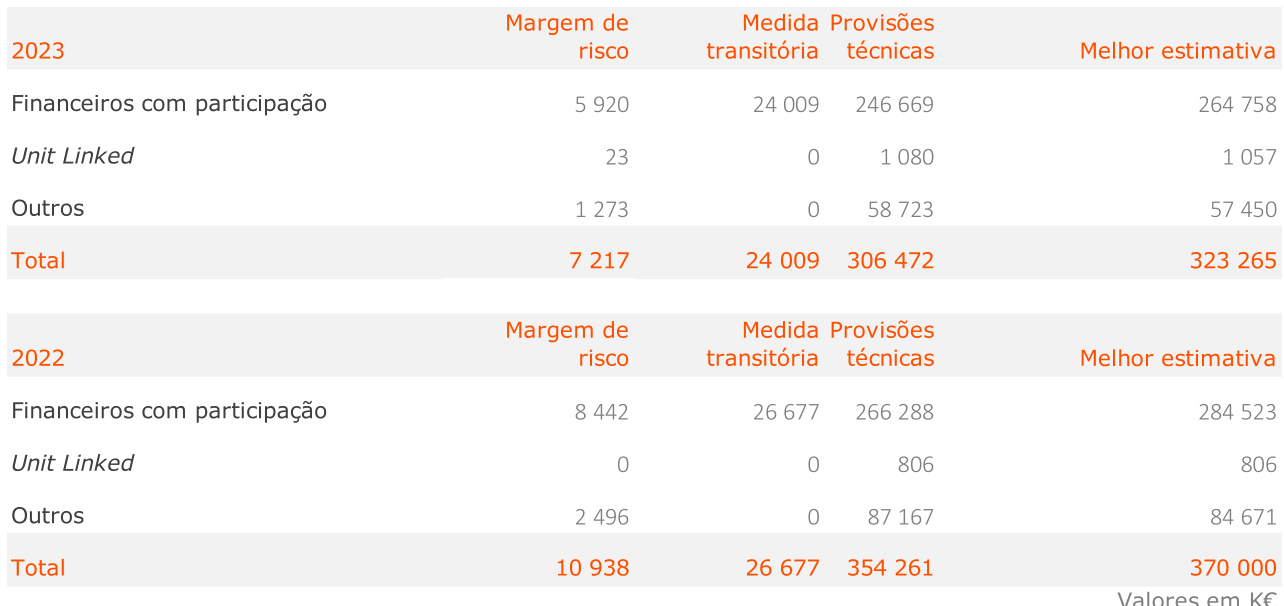 2023 Margem de risco Medida transitória Provisões técnicas Melhor estimativa
Financeiros com participação 5 920 24 009 246 669 264 758
Unit Linked 23 0 1 080 1 057
Outros 1 273 0 58 723 57 450
Total 7 217 24 009 306 472 323 265
2022 Margem de risco Medida transitória Provisões técnicas Melhor estimativa
Financeiros com participação 8 442 26 677 266 288 284 523
Unit Linked 0 0 806 806
Outros 2 496 0 87 167 84 671
Total 10 938 26 677 354 261 370 000
Valores em K€